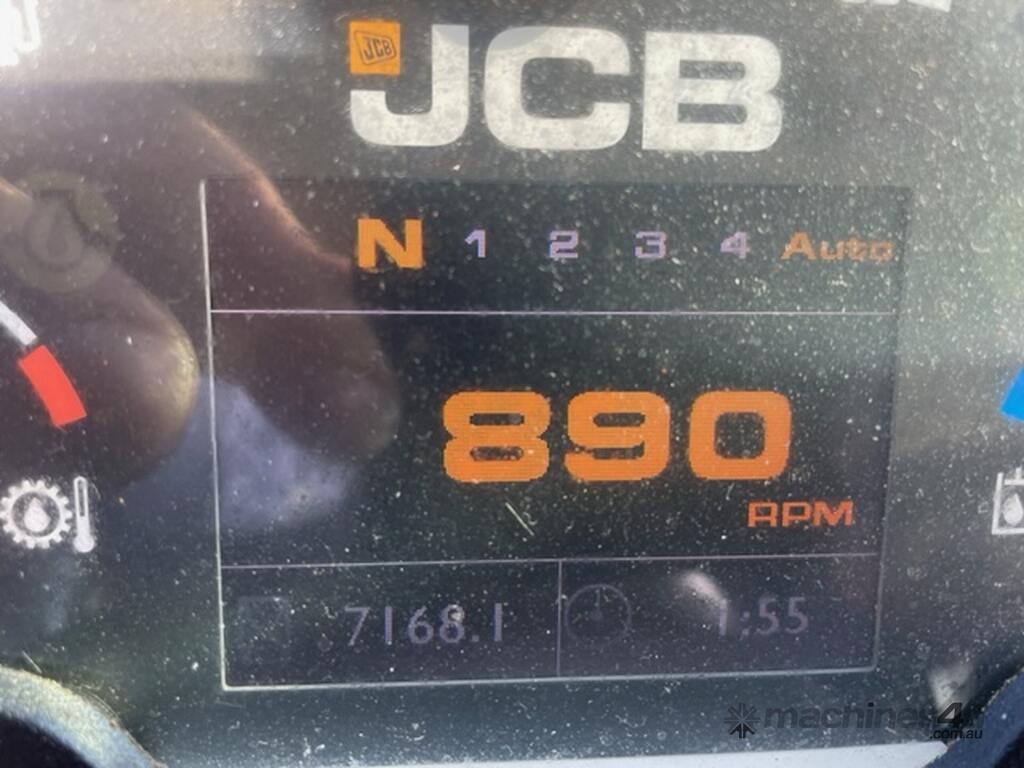 JCB
JCB
N 1 2 3 4 Auto
890
RPM
7168.1 1:55
machines4u
.com.au